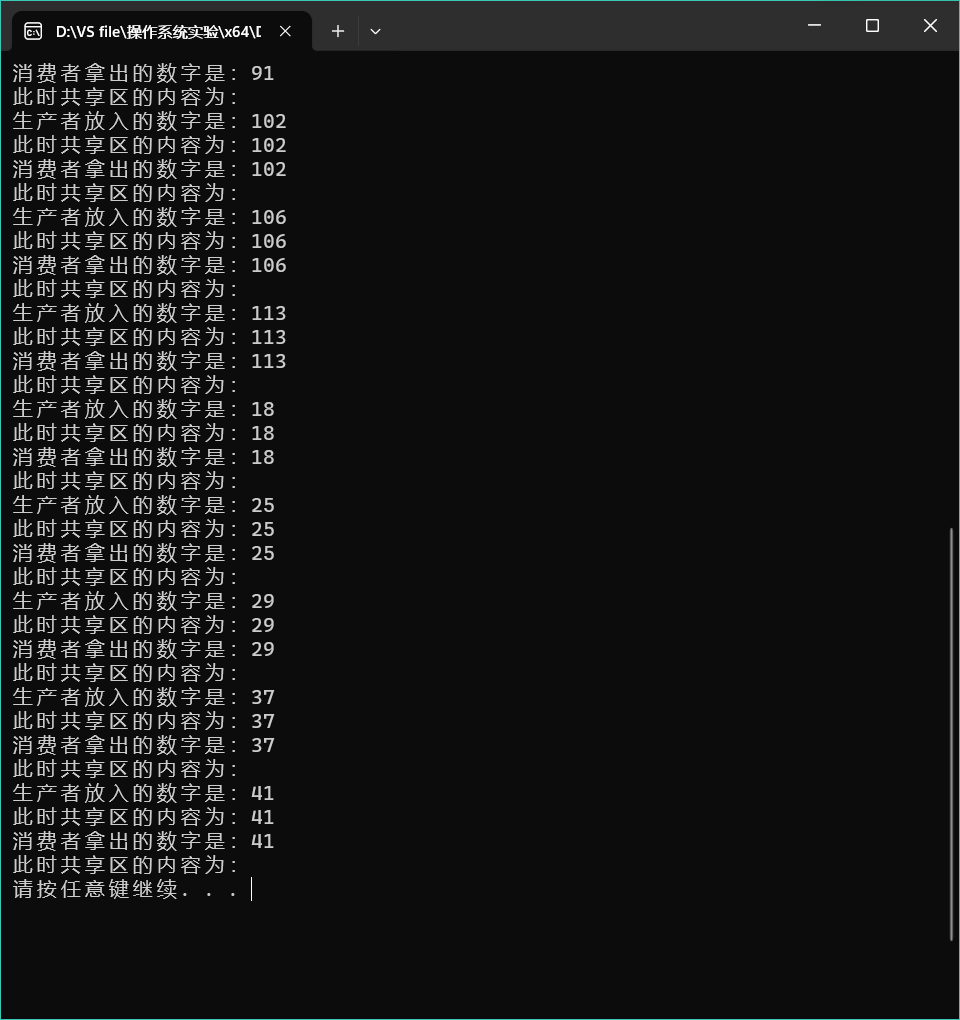 D:\VS file\操作系统实验\x64\D
消费者拿出的数字是：91
此时共享区的内容为：
生产者放入的数字是：102
此时共享区的内容为：102
消费者拿出的数字是：102
此时共享区的内容为：
生产者放入的数字是：106
此时共享区的内容为：106
消费者拿出的数字是：106
此时共享区的内容为：
生产者放入的数字是：113
此时共享区的内容为：113
消费者拿出的数字是：113
此时共享区的内容为：
生产者放入的数字是：18
此时共享区的内容为：18
消费者拿出的数字是：18
此时共享区的内容为：
生产者放入的数字是：25
此时共享区的内容为：25
消费者拿出的数字是：25
此时共享区的内容为：
生产者放入的数字是：29
此时共享区的内容为：29
消费者拿出的数字是：29
此时共享区的内容为：
生产者放入的数字是：37
此时共享区的内容为：37
消费者拿出的数字是：37
此时共享区的内容为：
生产者放入的数字是：41
此时共享区的内容为：41
消费者拿出的数字是：41
此时共享区的内容为：
请按任意键继续. . .